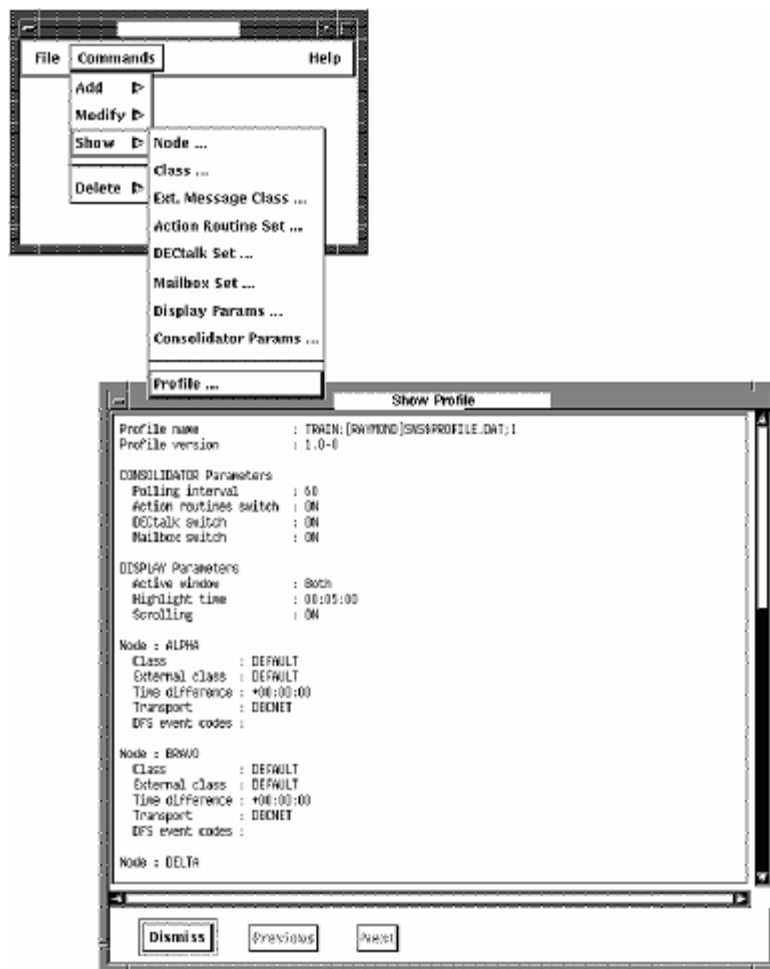 File Commands Help
Add
Modify
Show
Delete
Node ...
Class ...
Ext. Message Class ...
Action Routine Set ...
DECtalk Set ...
Mailbox Set ...
Display Params ...
Consolidator Params ...
Profile ...
Show Profile
Profile name : TRAIN:[RAYMOND]SNS$PROFILE.DAT;1
Profile version : 1.0-0
CONSOLIDATOR Parameters
Polling interval : 60
Action routines switch : ON
DECtalk switch : ON
Mailbox switch : ON
DISPLAY Parameters
Active window : Both
Highlight time : 00:05:00
Scrolling : ON
Node : ALPHA
Class : DEFAULT
External class : DEFAULT
Time difference : +00:00:00
Transport : DECNET
DFS event codes :
Node : BRAVO
Class : DEFAULT
External class : DEFAULT
Time difference : +00:00:00
Transport : DECNET
DFS event codes :
Node : DELTA
Dismiss Previous Next